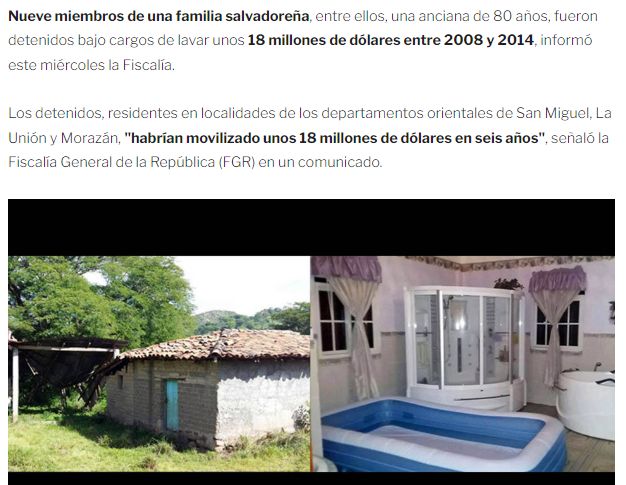 Nueve miembros de una familia salvadoreña, entre ellos, una anciana de 80 años, fueron
detenidos bajo cargos de lavar unos 18 millones de dólares entre 2008 y 2014, informó
este miércoles la Fiscalía.
Los detenidos, residentes en localidades de los departamentos orientales de San Miguel, La
Unión y Morazán, "habrían movilizado unos 18 millones de dólares en seis años", señaló la
Fiscalía General de la República (FGR) en un comunicado.